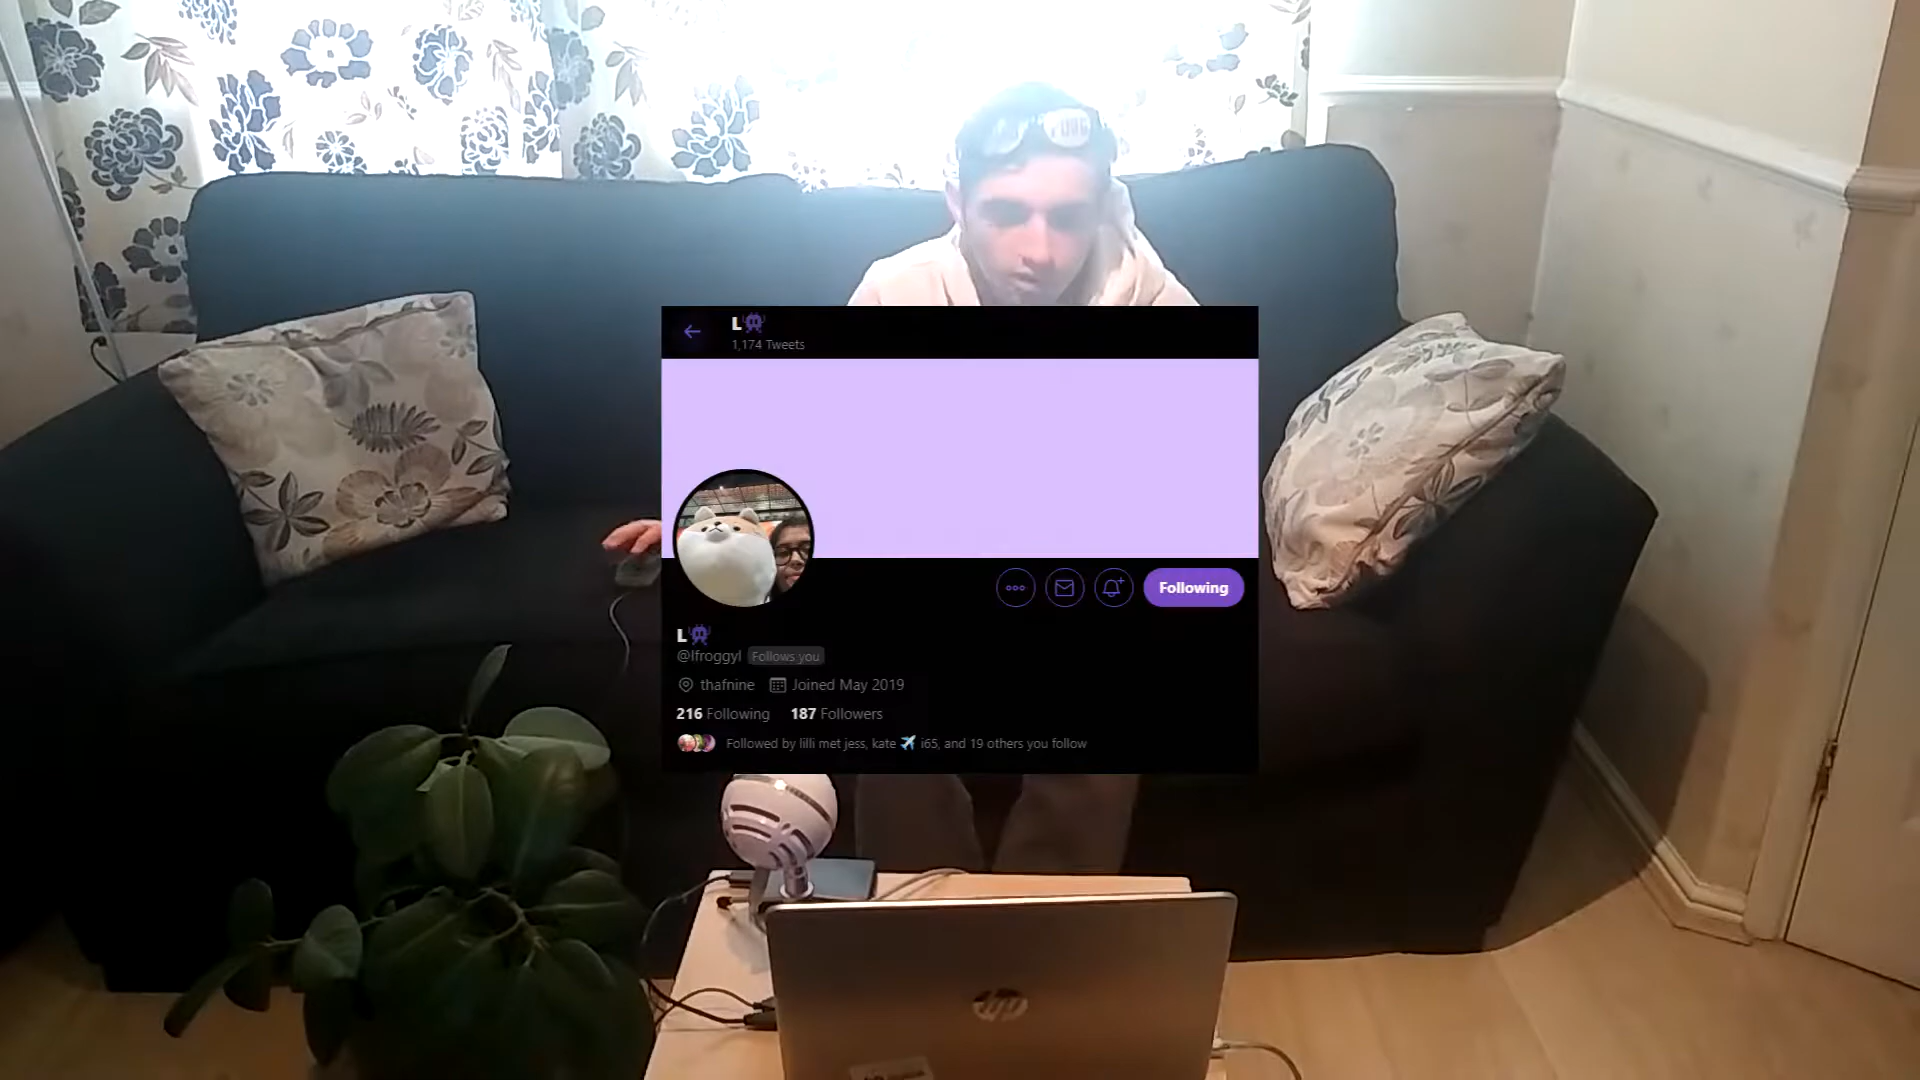 L
1,174 Tweets
Following
L
@lfroggyl Follows you
thafnine Joined May 2019
216 Following 187 Followers
Followed by lilli met jess, kate ✈️ i65, and 19 others you follow
hp